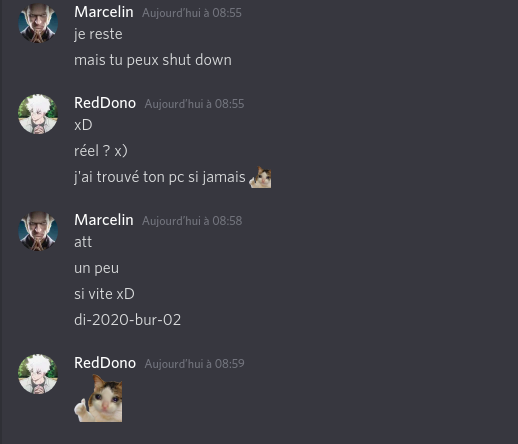 Marcelin Aujourd'hui à 08:55
je reste
mais tu peux shut down
RedDono Aujourd'hui à 08:55
xD
réel ? x)
j'ai trouvé ton pc si jamais
Marcelin Aujourd'hui à 08:58
att
un peu
si vite xD
di-2020-bur-02
RedDono Aujourd'hui à 08:59